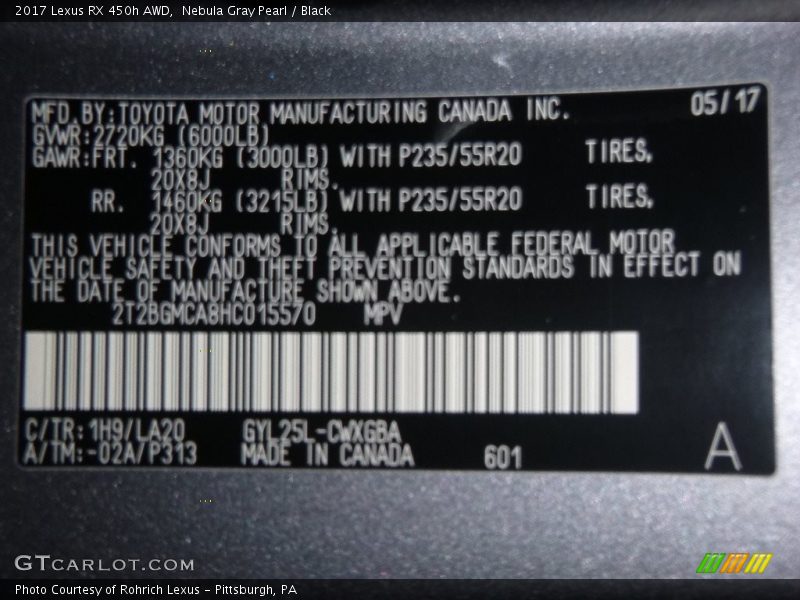 2017 Lexus RX 450h AWD,  Nebula Gray Pearl / Black
MFD.BY:TOYOTA MOTOR MANUFACTURING CANADA INC. 05/17
GVWR:2720KG (6000LB)
GAWR:FRT. 1360KG (3000LB) WITH P235/55R20 TIRES,
20X8J RIMS.
RR. 1460KG (3215LB) WITH P235/55R20 TIRES,
20X8J RIMS.
THIS VEHICLE CONFORMS TO ALL APPLICABLE FEDERAL MOTOR
VEHICLE SAFETY AND THEFT PREVENTION STANDARDS IN EFFECT ON
THE DATE OF MANUFACTURE SHOWN ABOVE.
2T2BGMCA8HC015570 MPV
C/TR:1H9/LA20 GYL25L-CWXGBA
A/TM:-02A/P313 MADE IN CANADA 601 A
GTCARLOT.COM
Photo Courtesy of Rohrich Lexus - Pittsburgh, PA